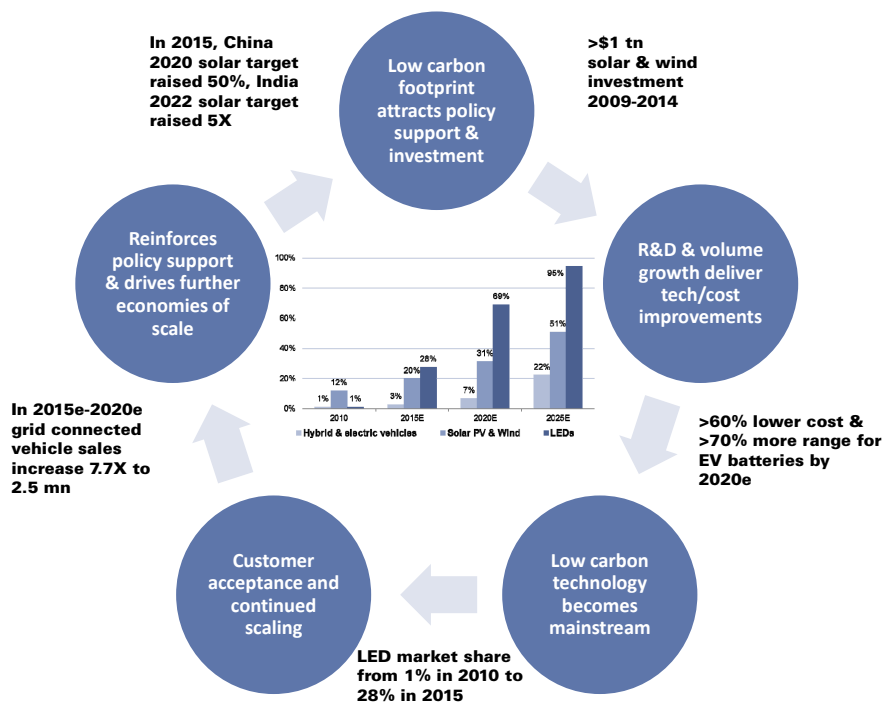 In 2015, China
2020 solar target
raised 50%, India
2022 solar target
raised 5X
Low carbon
footprint
attracts policy
support &
investment
>$1 tn
solar & wind
investment
2009-2014
R&D & volume
growth deliver
tech/cost
improvements
>60% lower cost &
>70% more range for
EV batteries by
2020e
Low carbon
technology
becomes
mainstream
LED market share
from 1% in 2010 to
28% in 2015
Customer
acceptance and
continued
scaling
In 2015e-2020e
grid connected
vehicle sales
increase 7.7X to
2.5 mn
Reinforces
policy support
& drives further
economies of
scale
100%
80%
60%
40%
20%
0%
1% 12% 1%
3% 20% 28%
7% 31% 69%
22% 51% 95%
2010 2015E 2020E 2025E
Hybrid & electric vehicles Solar PV & Wind LEDs